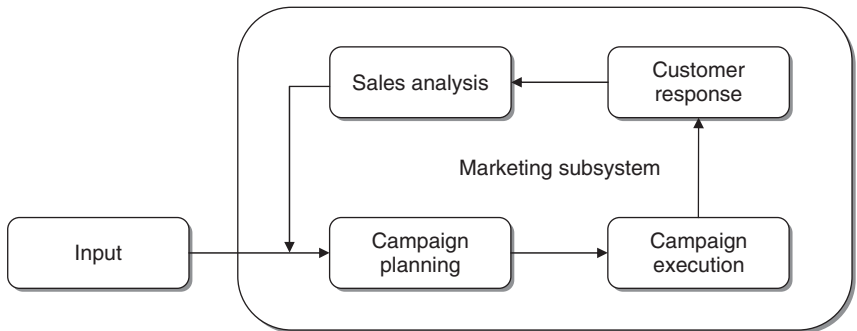 Sales analysis
Customer
response
Marketing subsystem
Input
Campaign
planning
Campaign
execution